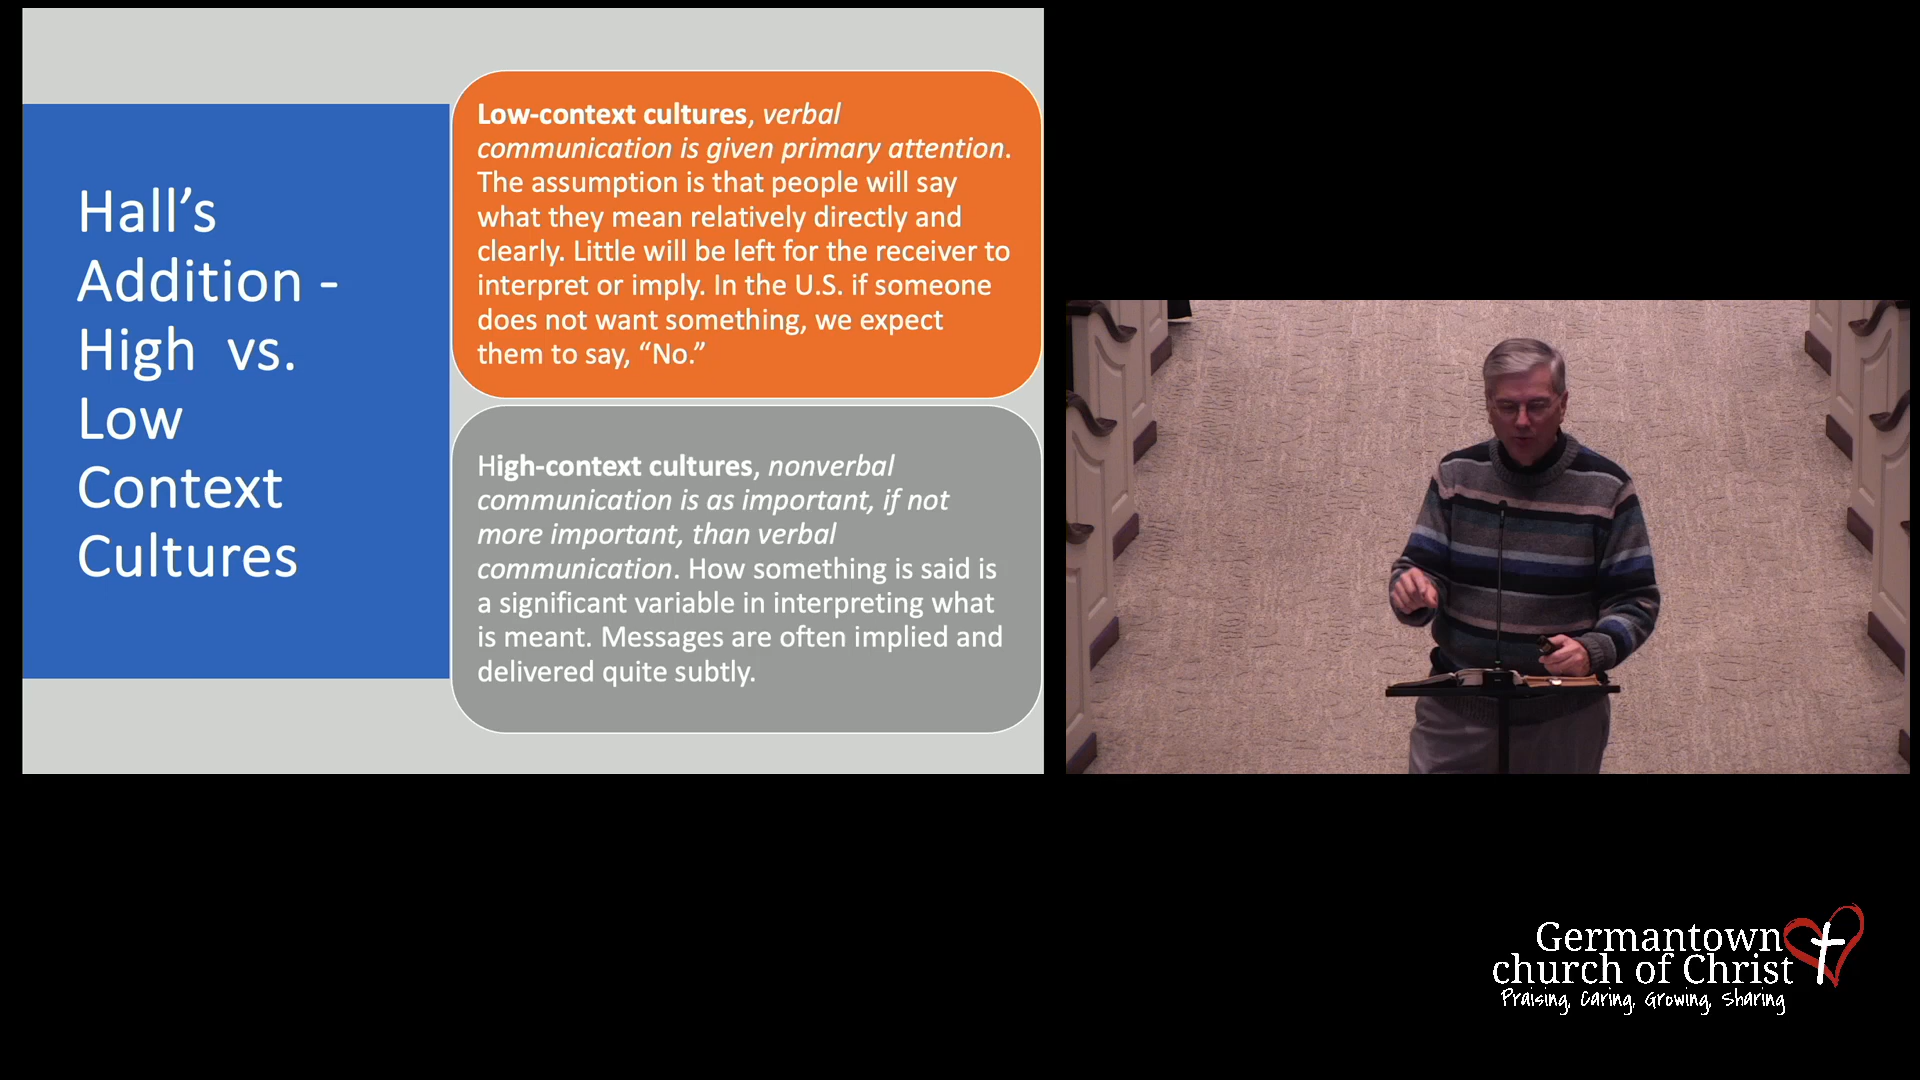 Hall’s
Addition -
High  vs.
Low
Context
Cultures
Low-context cultures, verbal
communication is given primary attention.
The assumption is that people will say
what they mean relatively directly and
clearly. Little will be left for the receiver to
interpret or imply. In the U.S. if someone
does not want something, we expect
them to say, “No.”
High-context cultures, nonverbal
communication is as important, if not
more important, than verbal
communication. How something is said is
a significant variable in interpreting what
is meant. Messages are often implied and
delivered quite subtly.
Germantown
church of Christ
Praising, Caring, Growing, Sharing